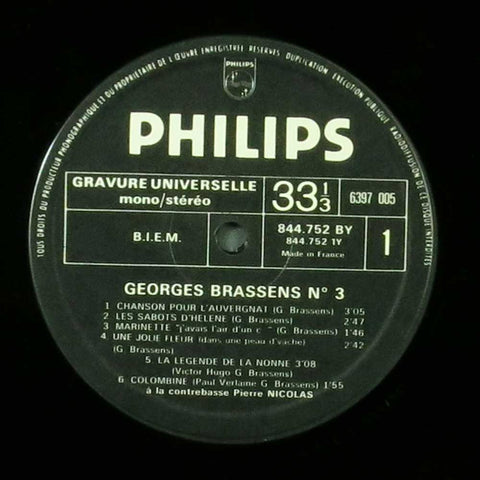 TOUS DROITS DU PRODUCTEUR PHONOGRAPHIQUE ET DU PROPRIETAIRE DE L'ŒUVRE ENREGISTREE RESERVES. DUPLICATION, EXECUTION PUBLIQUE, RADIODIFFUSION DE CE DISQUE INTERDITES
PHILIPS
PHILIPS
GRAVURE UNIVERSELLE
mono/stéréo
33 1/3
6397 005
B.I.E.M.
844.752 BY
844.752 1Y
Made in France
1
GEORGES BRASSENS N° 3
1 CHANSON POUR L'AUVERGNAT (G. Brassens) 3'05
2 LES SABOTS D'HELENE (G. Brassens) 2'47
3 MARINETTE "j'avais l'air d'un c " (G. Brassens) 1'46
4 UNE JOLIE FLEUR (dans une peau d'vache) 2'42
(G. Brassens)
5 LA LEGENDE DE LA NONNE 3'08
(Victor Hugo G. Brassens)
6 COLOMBINE (Paul Verlaine G. Brassens) 1'55
à la contrebasse Pierre NICOLAS